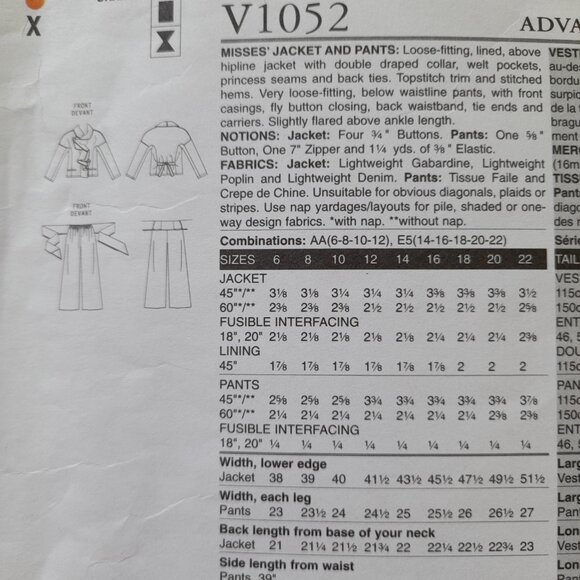 X
V1052
ADVA
MISSES' JACKET AND PANTS: Loose-fitting, lined, above
hipline jacket with double draped collar, welt pockets,
princess seams and back ties. Topstitch trim and stitched
hems. Very loose-fitting, below waistline pants, with front
casings, fly button closing, back waistband, tie ends and
carriers. Slightly flared above ankle length.
NOTIONS: Jacket: Four ¾" Buttons. Pants: One ⅝"
Button, One 7" Zipper and 1¼ yds. of ⅜" Elastic.
FABRICS: Jacket: Lightweight Gabardine, Lightweight
Poplin and Lightweight Denim. Pants: Tissue Faille and
Crepe de Chine. Unsuitable for obvious diagonals, plaids or
stripes. Use nap yardages/layouts for pile, shaded or one-
way design fabrics. *with nap. **without nap.
Combinations: AA(6-8-10-12), E5(14-16-18-20-22)
SIZES 6 8 10 12 14 16 18 20 22
JACKET
45"*/** 3⅛ 3⅛ 3¼ 3¼ 3¼ 3⅜ 3⅜ 3⅜ 3½
60"*/** 2⅜ 2⅜ 2⅜ 2½ 2½ 2½ 2½ 2½ 2⅝
FUSIBLE INTERFACING
18", 20" 2⅛ 2⅛ 2⅛ 2⅛ 2⅛ 2¼ 2¼ 2¼ 2⅜
LINING
45" 1⅞ 1⅞ 1⅞ 1⅞ 1⅞ 1⅞ 2 2 2
PANTS
45"*/** 2⅝ 2⅝ 2⅝ 3¾ 3¾ 3¾ 3¾ 3¾ 3⅞
60"*/** 2¼ 2¼ 2¼ 2¼ 2¼ 2¼ 2¼ 2⅜ 2⅜
FUSIBLE INTERFACING
18", 20" ¼ ¼ ¼ ¼ ¼ ¼ ¼ ¼ ¼
Width, lower edge
Jacket 38 39 40 41½ 43½ 45½ 47½ 49½ 51½
Width, each leg
Pants 23 23½ 24 24½ 25 25½ 26 26½ 27
Back length from base of your neck
Jacket 21 21¼ 21½ 21¾ 22 22¼ 22½ 22¾ 23
Side length from waist
Pants 39"
FRONT
DEVANT
FRONT
DEVANT
VEST
au-des
bordu
surpiq
de la
brague
ment
MERC
(16m
TISSU
TISS
Panta
diago
des
Série
TAIL
VES
115c
150c
ENT
46, 5
DOU
115c
PAN
115c
150c
ENT
46,
Larg
Vest
Larg
Pant
Lon
Vest
Lon